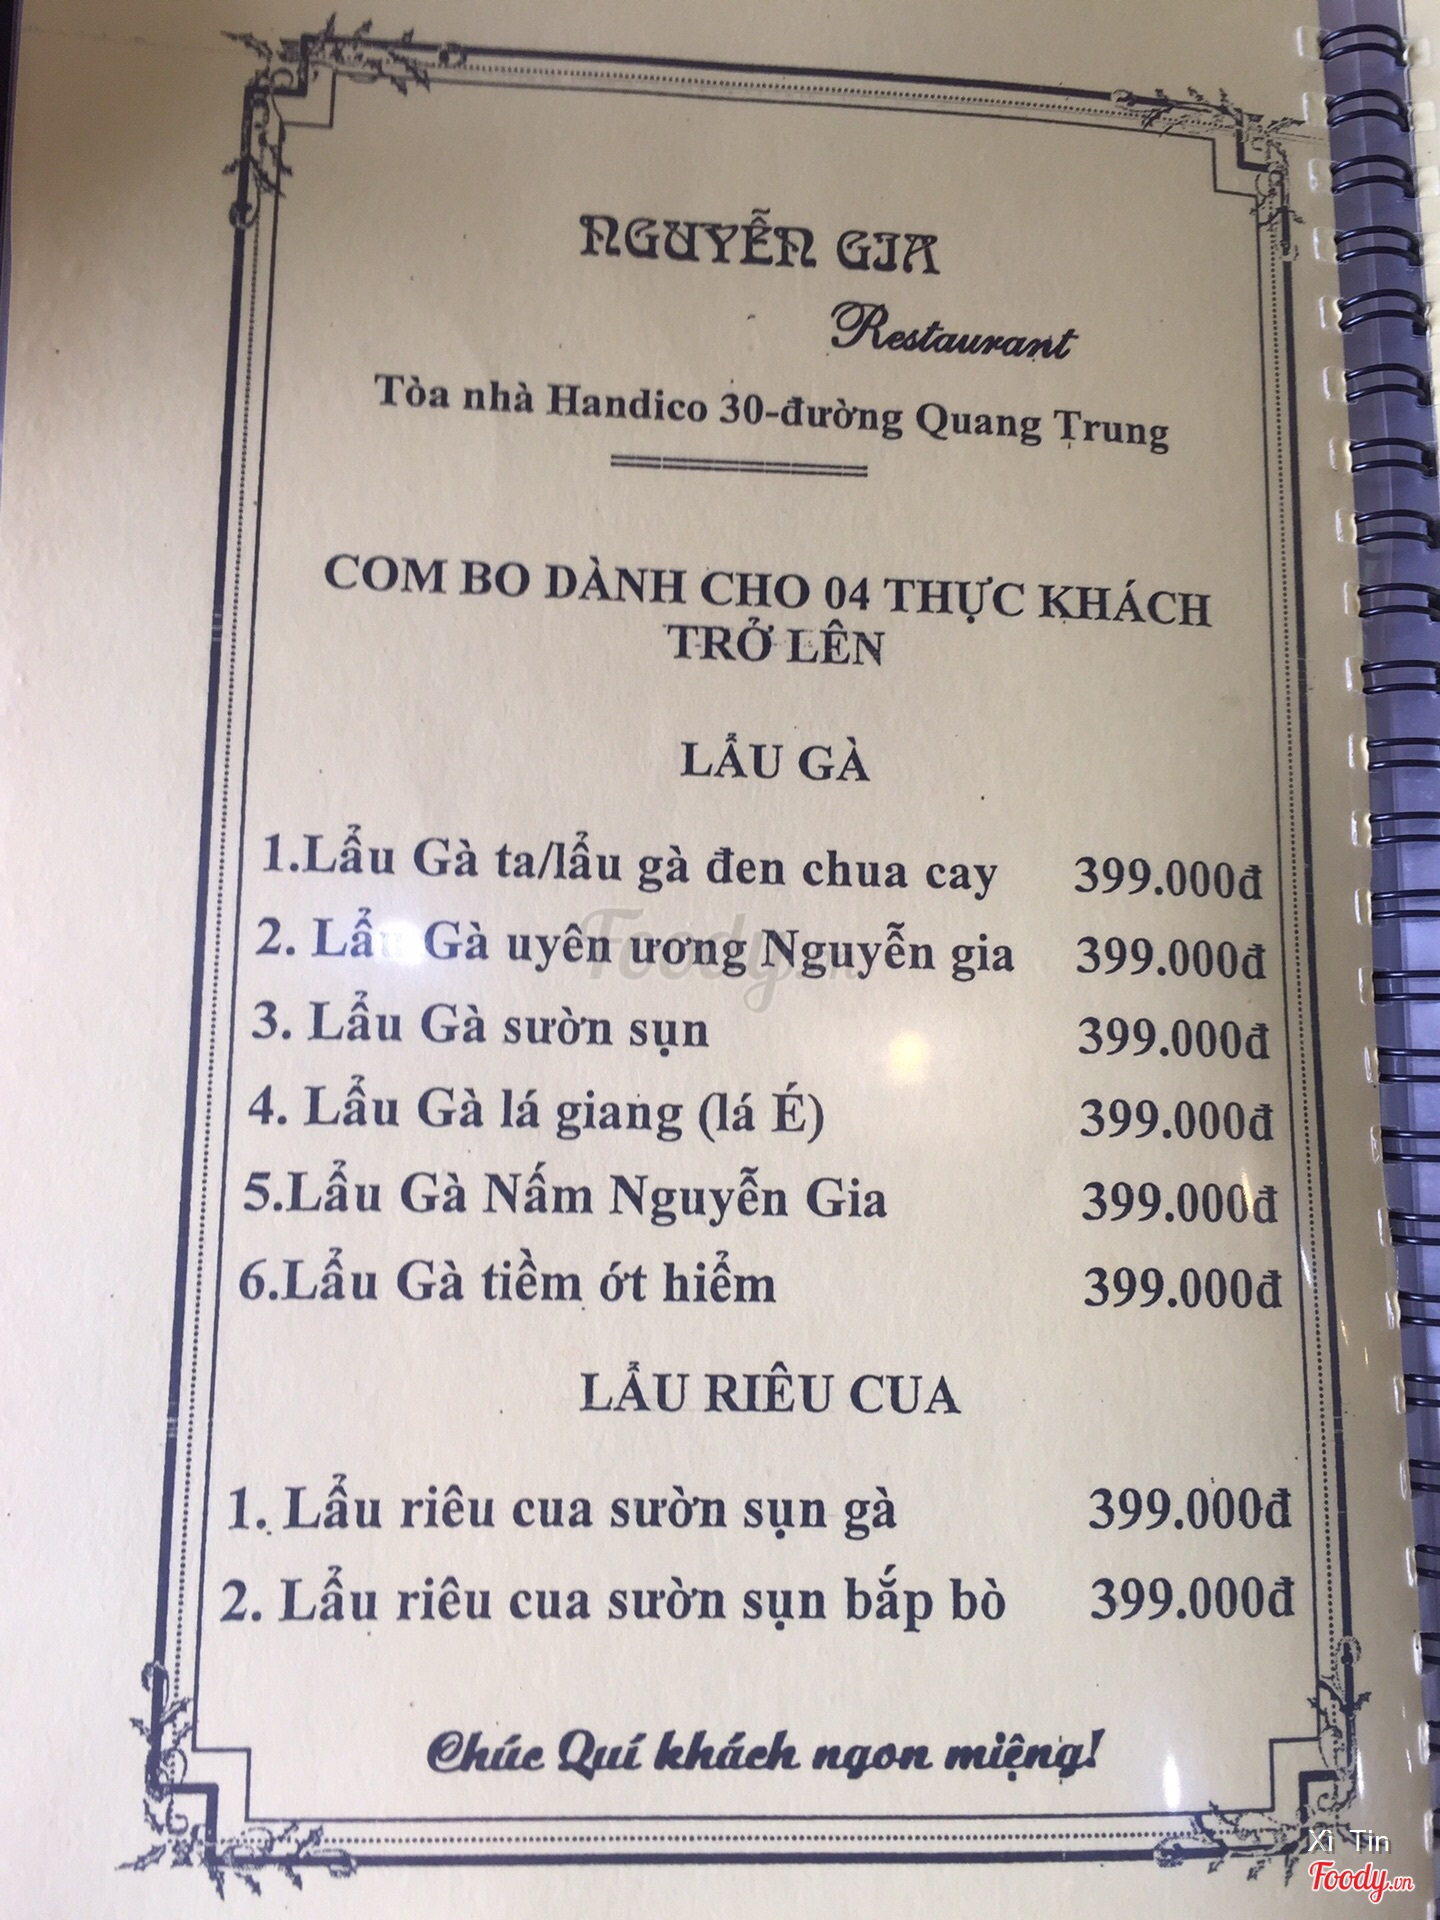 NGUYỄN GIA
Restaurant
Tòa nhà Handico 30-đường Quang Trung
COM BO DÀNH CHO 04 THỰC KHÁCH
TRỞ LÊN
LẨU GÀ
1.Lẩu Gà ta/lẩu gà đen chua cay 399.000đ
2. Lẩu Gà uyên ương Nguyễn gia 399.000đ
3. Lẩu Gà sườn sụn 399.000đ
4. Lẩu Gà lá giang (lá É) 399.000đ
5.Lẩu Gà Nấm Nguyễn Gia 399.000đ
6.Lẩu Gà tiềm ớt hiểm 399.000đ
LẨU RIÊU CUA
1. Lẩu riêu cua sườn sụn gà 399.000đ
2. Lẩu riêu cua sườn sụn bắp bò 399.000đ
Chúc Quí khách ngon miệng!
Foody.vn
Xì Tin
Foody.vn